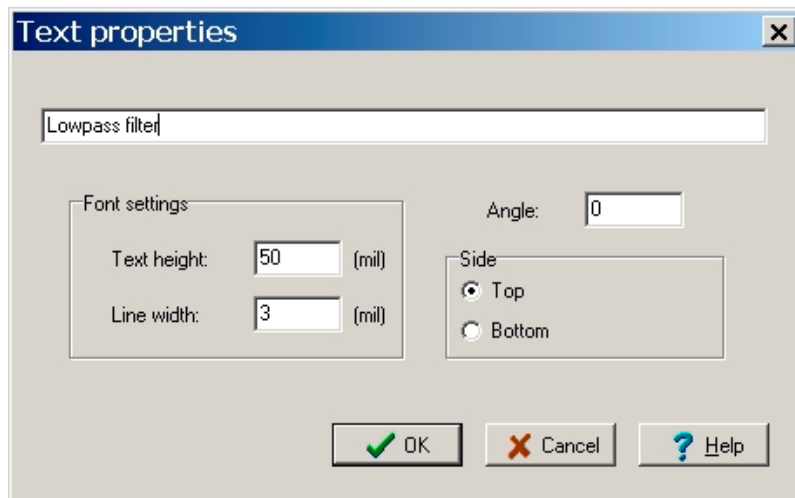 Text properties
Lowpass filter
Font settings
Text height: 50 (mil)
Line width: 3 (mil)
Angle: 0
Side
Top
Bottom
OK Cancel Help